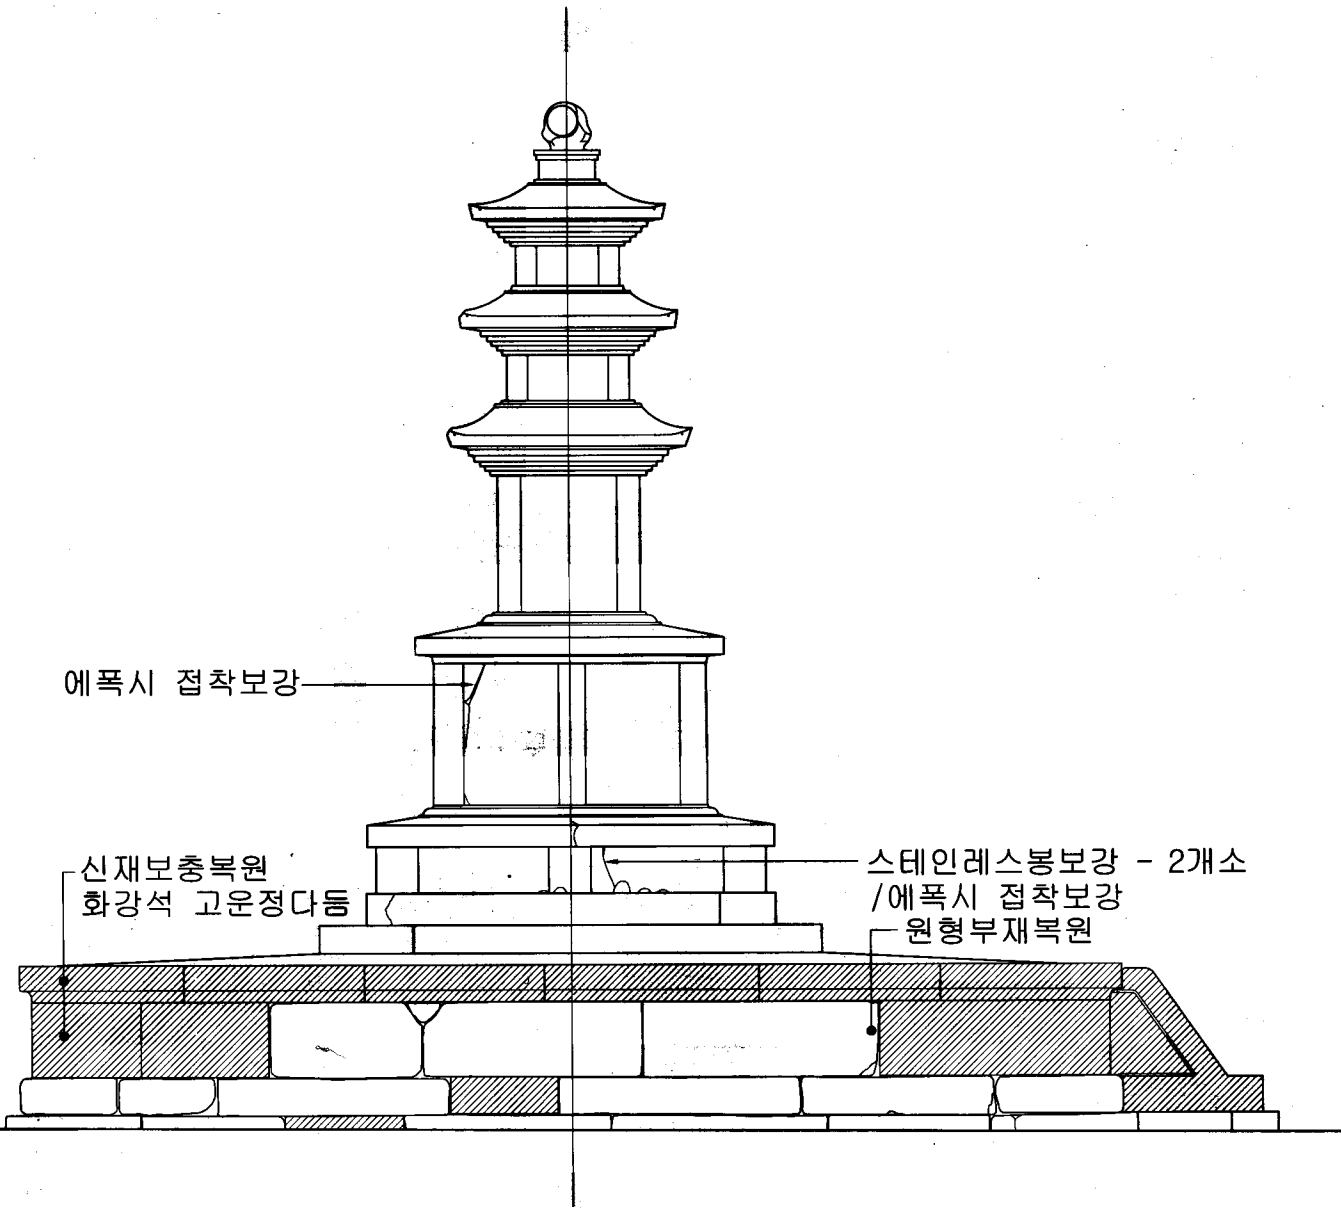 에폭시 접착보강
신재보충복원
화강석 고운정다듬
스테인레스봉보강 - 2개소
/에폭시 접착보강
원형부재복원